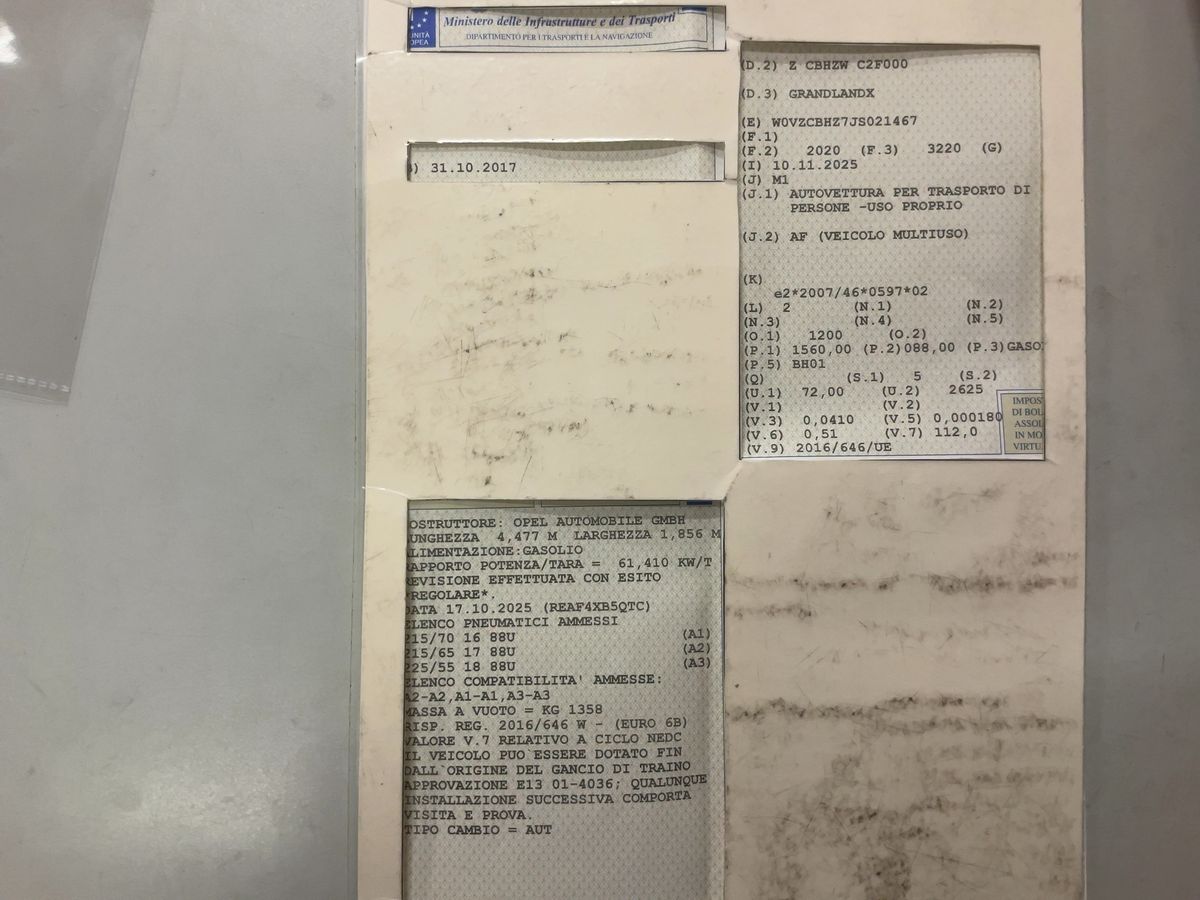 UNITÀ
OPEA
Ministero delle Infrastrutture e dei Trasporti
DIPARTIMENTO PER I TRASPORTI E LA NAVIGAZIONE
) 31.10.2017
(D.2) Z CBHZW C2F000
(D.3) GRANDLANDX
(E) W0VZCBHZ7JS021467
(F.1)
(F.2) 2020 (F.3) 3220 (G)
(I) 10.11.2025
(J) M1
(J.1) AUTOVETTURA PER TRASPORTO DI
PERSONE -USO PROPRIO
(J.2) AF (VEICOLO MULTIUSO)
(K)
e2*2007/46*0597*02
(L) 2 (N.1) (N.2)
(N.3) (N.4) (N.5)
(O.1) 1200 (O.2)
(P.1) 1560,00 (P.2)088,00 (P.3)GASO
(P.5) BH01
(Q) (S.1) 5 (S.2)
(U.1) 72,00 (U.2) 2625
(V.1) (V.2)
(V.3) 0,0410 (V.5) 0,000180
(V.6) 0,51 (V.7) 112,0
(V.9) 2016/646/UE
IMPOS
DI BOL
ASSOL
IN MO
VIRTU
OSTRUTTORE: OPEL AUTOMOBILE GMBH
UNGHEZZA 4,477 M LARGHEZZA 1,856 M
LIMENTAZIONE:GASOLIO
APPORTO POTENZA/TARA = 61,410 KW/T
EVISIONE EFFETTUATA CON ESITO
*REGOLARE*.
DATA 17.10.2025 (REAF4XB5QTC)
ELENCO PNEUMATICI AMMESSI
215/70 16 88U (A1)
215/65 17 88U (A2)
225/55 18 88U (A3)
ELENCO COMPATIBILITA' AMMESSE:
A2-A2,A1-A1,A3-A3
MASSA A VUOTO = KG 1358
RISP. REG. 2016/646 W - (EURO 6B)
VALORE V.7 RELATIVO A CICLO NEDC
IL VEICOLO PUO`ESSERE DOTATO FIN
DALL`ORIGINE DEL GANCIO DI TRAINO
APPROVAZIONE E13 01-4036; QUALUNQUE
INSTALLAZIONE SUCCESSIVA COMPORTA
VISITA E PROVA.
TIPO CAMBIO = AUT